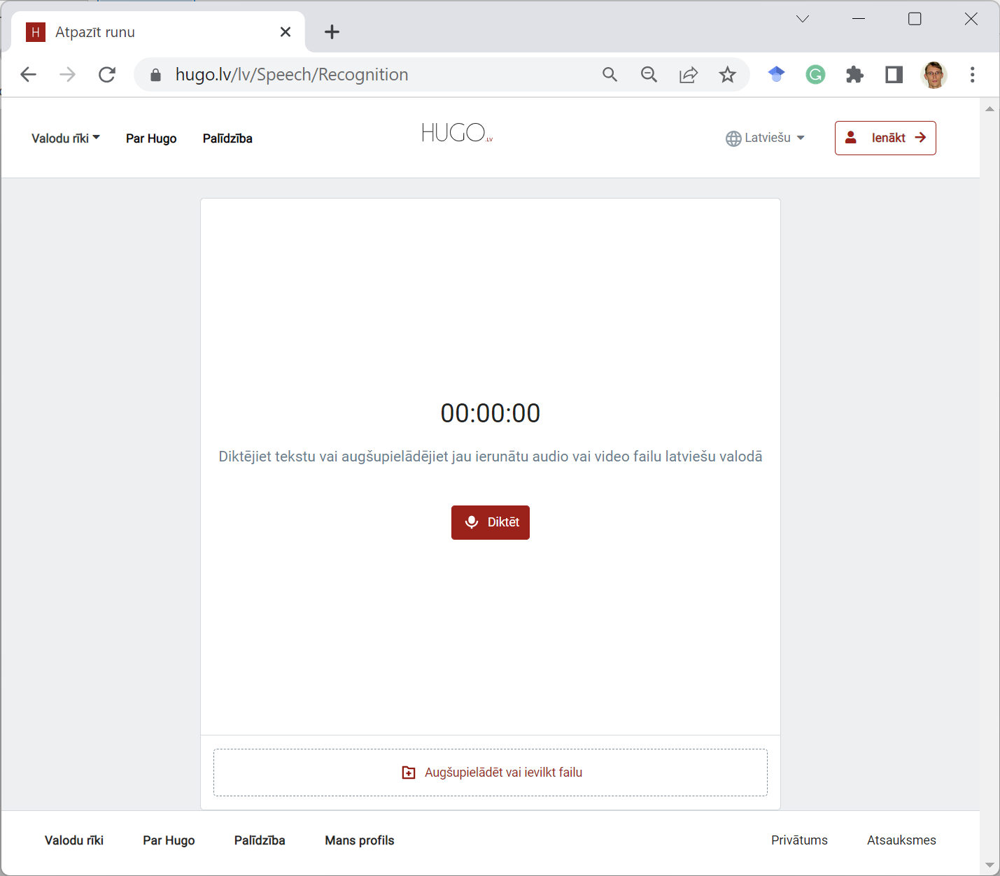 H Atpazīt runu
hugo.lv/lv/Speech/Recognition
Valodu rīki Par Hugo Palīdzība HUGO.LV Latviešu Ienākt
00:00:00
Diktējiet tekstu vai augšupielādējiet jau ierunātu audio vai video failu latviešu valodā
Diktēt
Augšupielādēt vai ievilkt failu
Valodu rīki Par Hugo Palīdzība Mans profils Privātums Atsauksmes